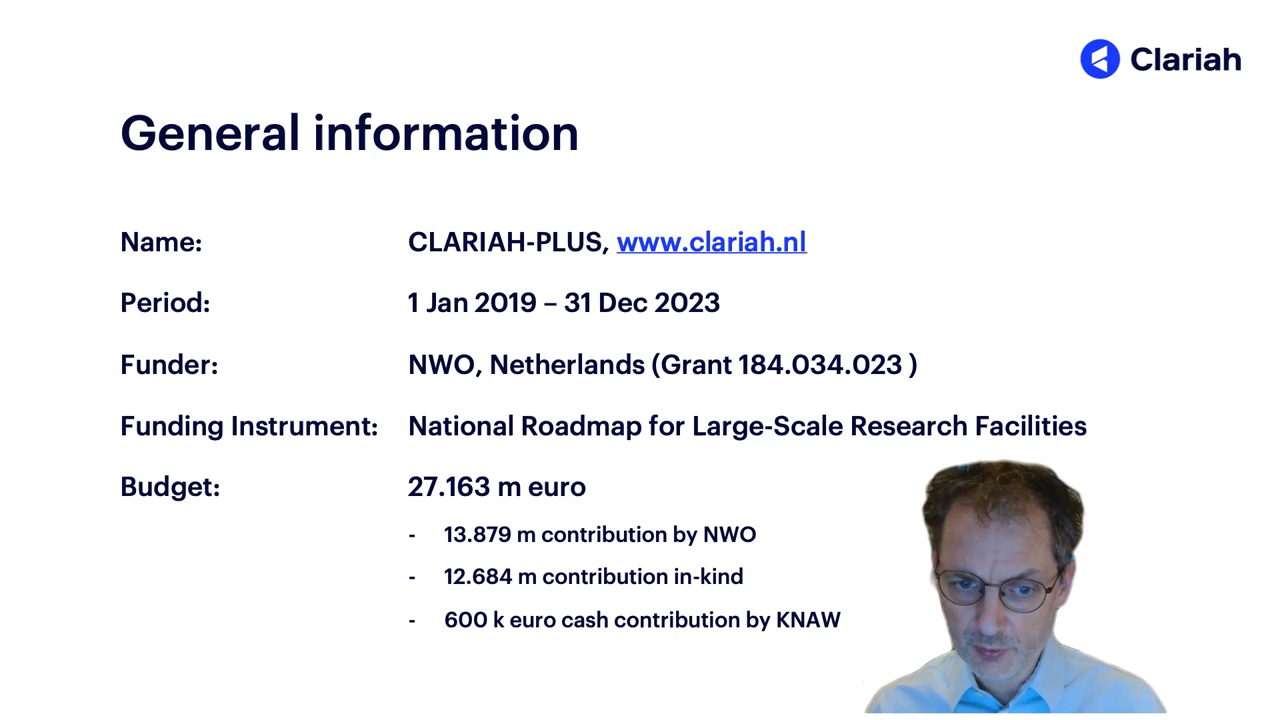 Clariah
General information
Name: CLARIAH-PLUS, www.clariah.nl
Period: 1 Jan 2019 – 31 Dec 2023
Funder: NWO, Netherlands (Grant 184.034.023 )
Funding Instrument: National Roadmap for Large-Scale Research Facilities
Budget: 27.163 m euro
- 13.879 m contribution by NWO
- 12.684 m contribution in-kind
- 600 k euro cash contribution by KNAW